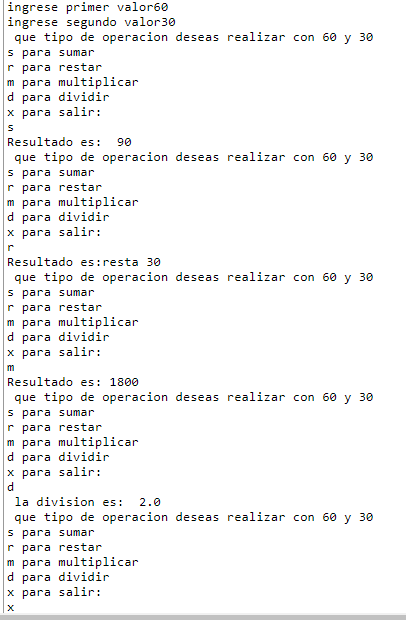 ingrese primer valor60
ingrese segundo valor30
 que tipo de operacion deseas realizar con 60 y 30
s para sumar
r para restar
m para multiplicar
d para dividir
x para salir:
s
Resultado es:  90
 que tipo de operacion deseas realizar con 60 y 30
s para sumar
r para restar
m para multiplicar
d para dividir
x para salir:
r
Resultado es:resta 30
 que tipo de operacion deseas realizar con 60 y 30
s para sumar
r para restar
m para multiplicar
d para dividir
x para salir:
m
Resultado es: 1800
 que tipo de operacion deseas realizar con 60 y 30
s para sumar
r para restar
m para multiplicar
d para dividir
x para salir:
d
 la division es:  2.0
 que tipo de operacion deseas realizar con 60 y 30
s para sumar
r para restar
m para multiplicar
d para dividir
x para salir:
x